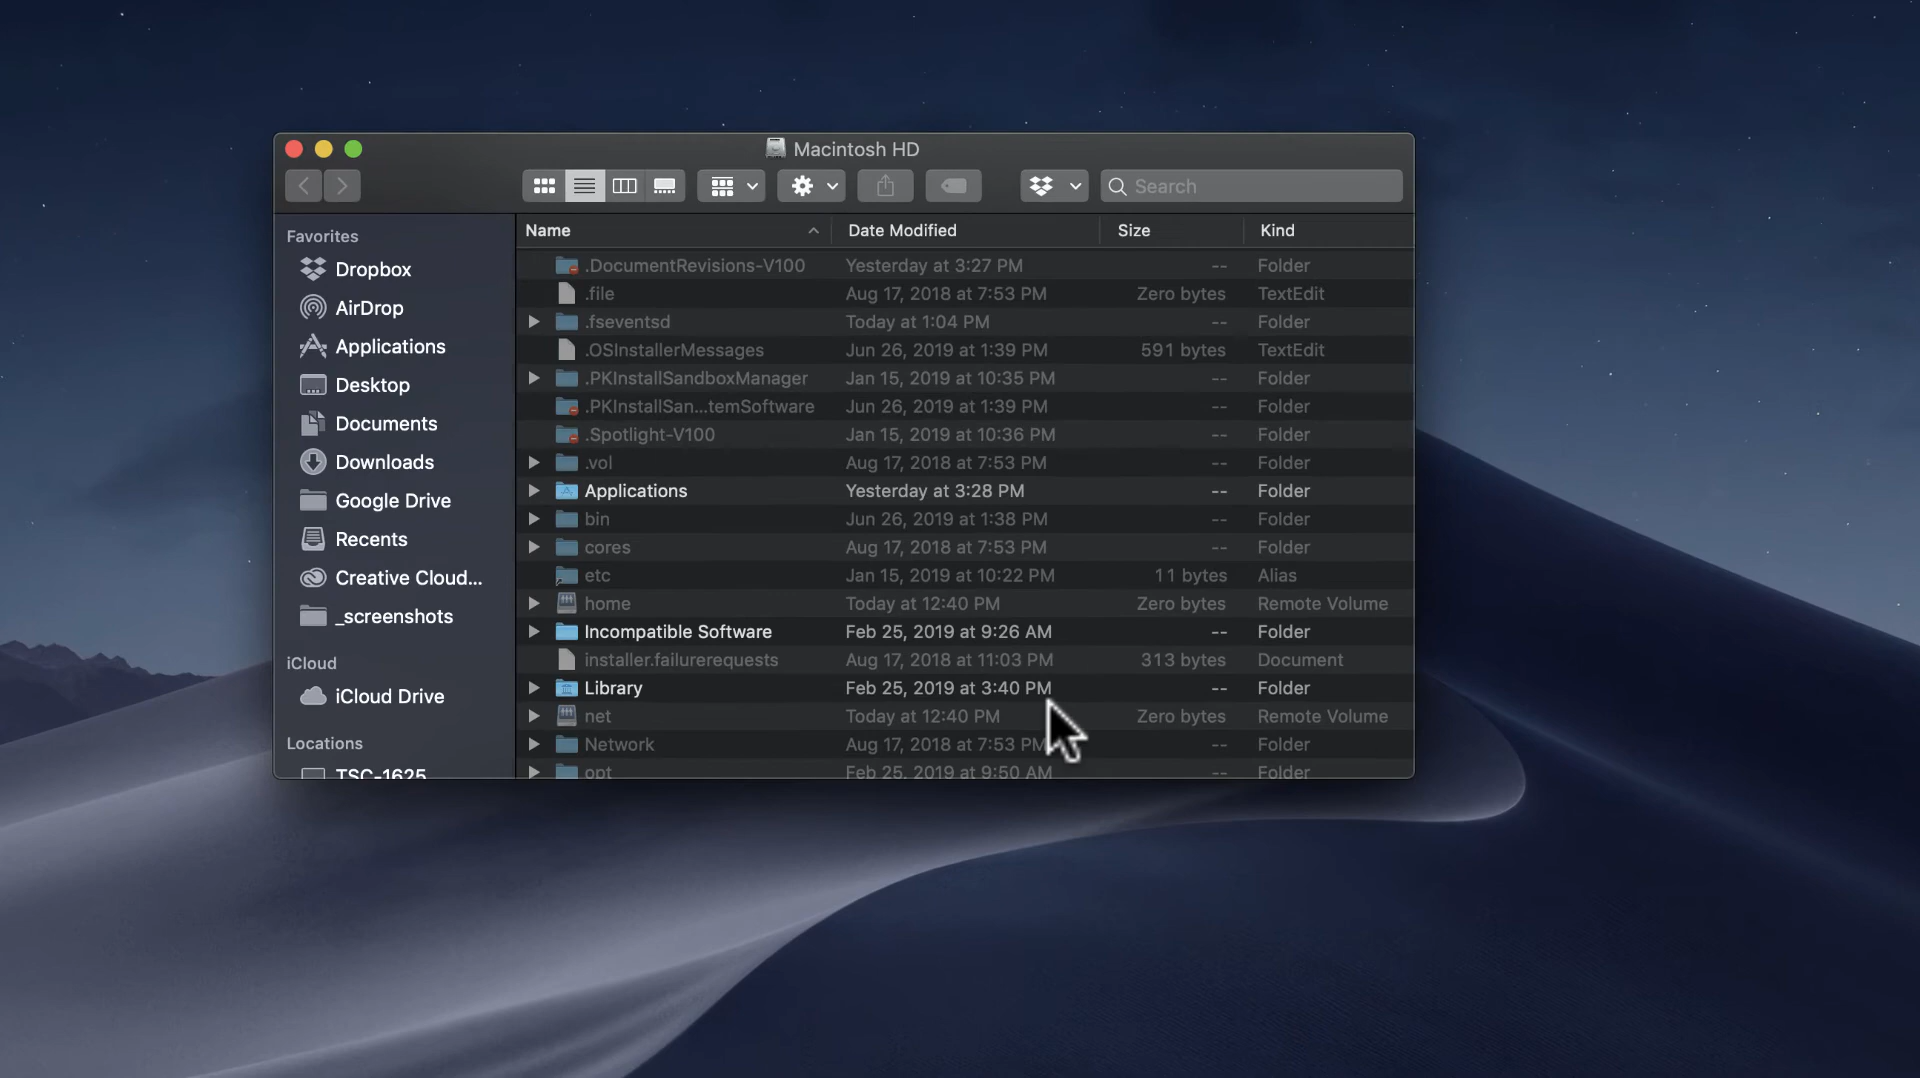 Macintosh HD
Search
Favorites
Dropbox
AirDrop
Applications
Desktop
Documents
Downloads
Google Drive
Recents
Creative Cloud...
_screenshots
iCloud
iCloud Drive
Locations
TSC-1625
Name Date Modified Size Kind
.DocumentRevisions-V100 Yesterday at 3:27 PM -- Folder
.file Aug 17, 2018 at 7:53 PM Zero bytes TextEdit
.fseventsd Today at 1:04 PM -- Folder
.OSInstallerMessages Jun 26, 2019 at 1:39 PM 591 bytes TextEdit
.PKInstallSandboxManager Jan 15, 2019 at 10:35 PM -- Folder
.PKInstallSan...temSoftware Jun 26, 2019 at 1:39 PM -- Folder
.Spotlight-V100 Jan 15, 2019 at 10:36 PM -- Folder
.vol Aug 17, 2018 at 7:53 PM -- Folder
Applications Yesterday at 3:28 PM -- Folder
bin Jun 26, 2019 at 1:38 PM -- Folder
cores Aug 17, 2018 at 7:53 PM -- Folder
etc Jan 15, 2019 at 10:22 PM 11 bytes Alias
home Today at 12:40 PM Zero bytes Remote Volume
Incompatible Software Feb 25, 2019 at 9:26 AM -- Folder
installer.failurerequests Aug 17, 2018 at 11:03 PM 313 bytes Document
Library Feb 25, 2019 at 3:40 PM -- Folder
net Today at 12:40 PM Zero bytes Remote Volume
Network Aug 17, 2018 at 7:53 PM -- Folder
opt Feb 25, 2019 at 9:50 AM -- Folder